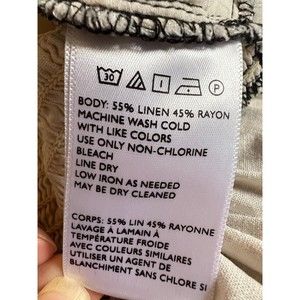 30 P
BODY: 55% LINEN 45% RAYON
MACHINE WASH COLD
WITH LIKE COLORS
USE ONLY NON-CHLORINE
BLEACH
LINE DRY
LOW IRON AS NEEDED
MAY BE DRY CLEANED
CORPS: 55% LIN 45% RAYONNE
LAVAGE À LAMAIN À
TEMPÉRATURE FROIDE
AVEC COULEURS SIMILAIRES
UTILISER UN AGENT DE
BLANCHIMENT SANS CHLORE SI